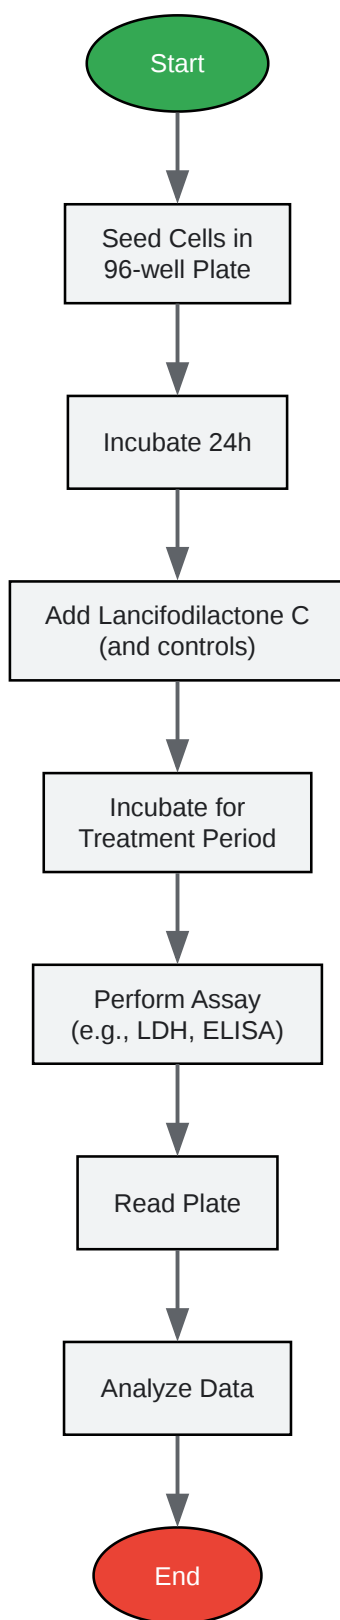 Start
Seed Cells in
96-well Plate
Incubate 24h
Add Lancifodilactone C
(and controls)
Incubate for
Treatment Period
Perform Assay
(e.g., LDH, ELISA)
Read Plate
Analyze Data
End